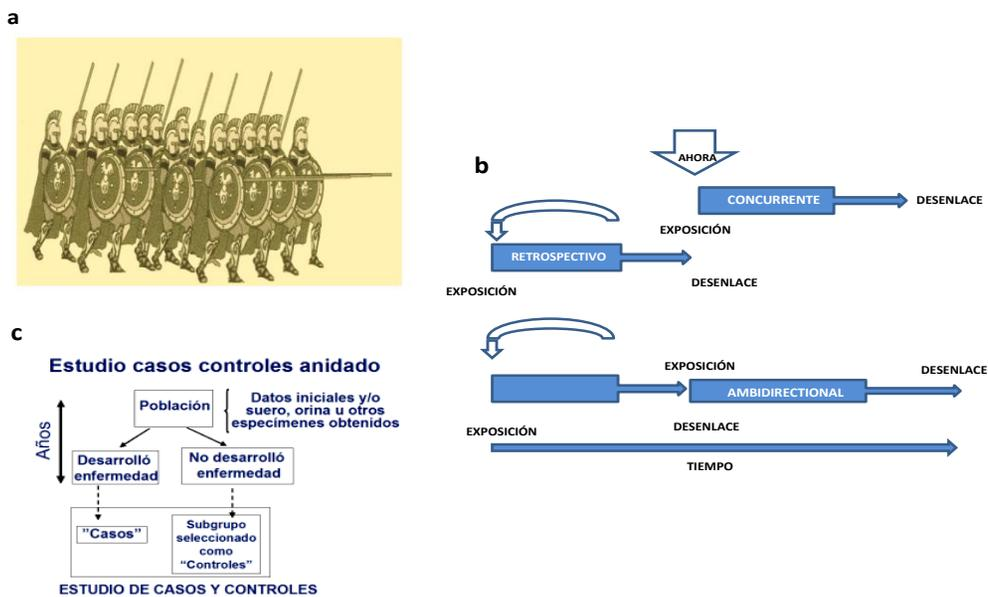 a
b
AHORA
CONCURRENTE
DESENLACE
EXPOSICIÓN
RETROSPECTIVO
DESENLACE
EXPOSICIÓN
EXPOSICIÓN
DESENLACE
AMBIDIRECTIONAL
EXPOSICIÓN
DESENLACE
TIEMPO
c
Estudio casos controles anidado
Años
Población
Datos iniciales y/o
suero, orina u otros
especímenes obtenidos
Desarrolló
enfermedad
No desarrolló
enfermedad
"Casos"
Subgrupo
seleccionado
como
"Controles"
ESTUDIO DE CASOS Y CONTROLES